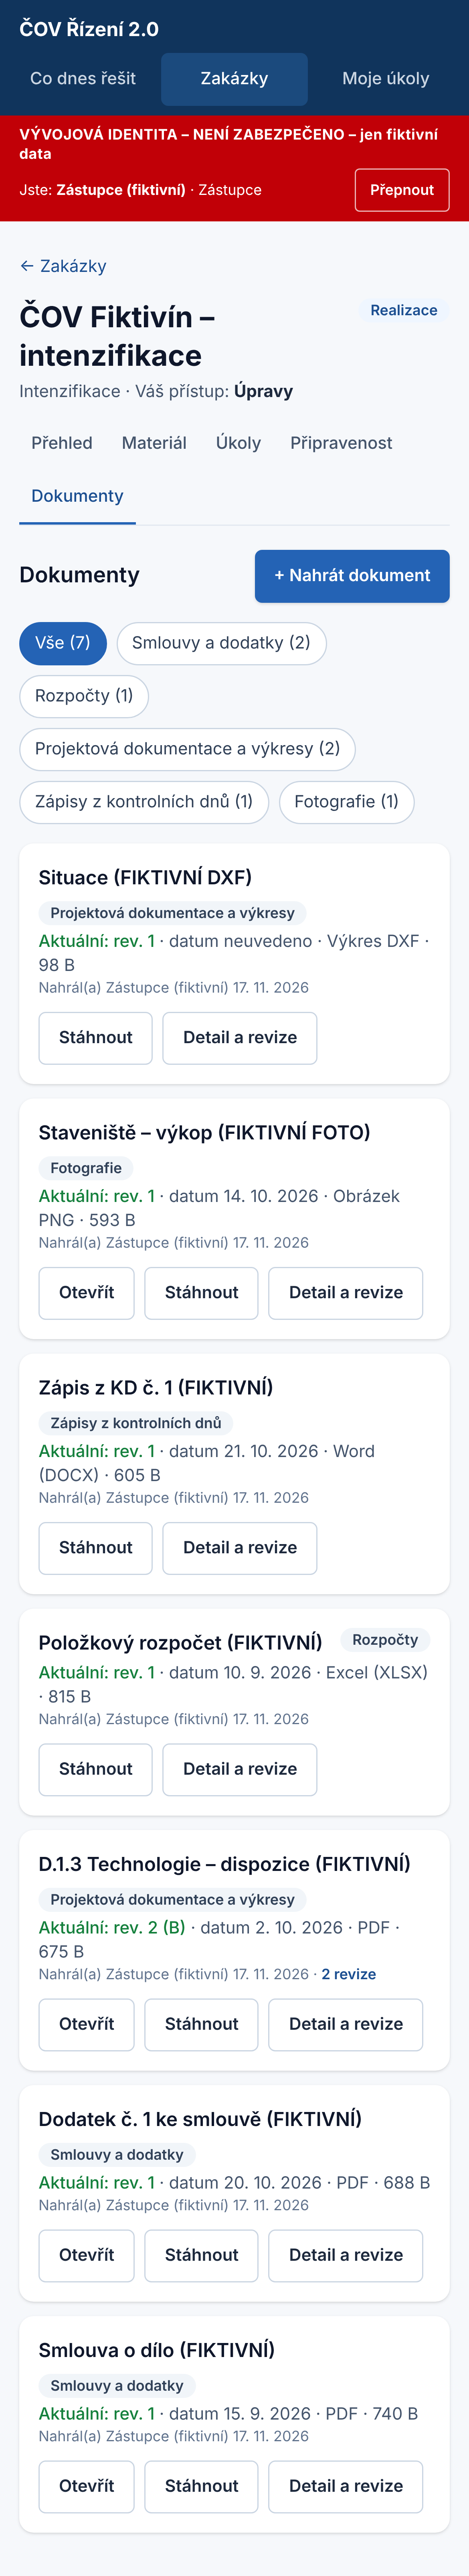 ČOV Řízení 2.0
Co dnes řešit
Zakázky
Moje úkoly
VÝVOJOVÁ IDENTITA – NENÍ ZABEZPEČENO – jen fiktivní
data
Jste: Zástupce (fiktivní) · Zástupce
Přepnout
← Zakázky
ČOV Fiktivín –
intenzifikace
Realizace
Intenzifikace · Váš přístup: Úpravy
Přehled
Materiál
Úkoly
Připravenost
Dokumenty
Dokumenty
+ Nahrát dokument
Vše (7)
Smlouvy a dodatky (2)
Rozpočty (1)
Projektová dokumentace a výkresy (2)
Zápisy z kontrolních dnů (1)
Fotografie (1)
Situace (FIKTIVNÍ DXF)
Projektová dokumentace a výkresy
Aktuální: rev. 1 · datum neuvedeno · Výkres DXF ·
98 B
Nahrál(a) Zástupce (fiktivní) 17. 11. 2026
Stáhnout
Detail a revize
Staveniště – výkop (FIKTIVNÍ FOTO)
Fotografie
Aktuální: rev. 1 · datum 14. 10. 2026 · Obrázek
PNG · 593 B
Nahrál(a) Zástupce (fiktivní) 17. 11. 2026
Otevřít
Stáhnout
Detail a revize
Zápis z KD č. 1 (FIKTIVNÍ)
Zápisy z kontrolních dnů
Aktuální: rev. 1 · datum 21. 10. 2026 · Word
(DOCX) · 605 B
Nahrál(a) Zástupce (fiktivní) 17. 11. 2026
Stáhnout
Detail a revize
Položkový rozpočet (FIKTIVNÍ)
Rozpočty
Aktuální: rev. 1 · datum 10. 9. 2026 · Excel (XLSX)
· 815 B
Nahrál(a) Zástupce (fiktivní) 17. 11. 2026
Stáhnout
Detail a revize
D.1.3 Technologie – dispozice (FIKTIVNÍ)
Projektová dokumentace a výkresy
Aktuální: rev. 2 (B) · datum 2. 10. 2026 · PDF ·
675 B
Nahrál(a) Zástupce (fiktivní) 17. 11. 2026 · 2 revize
Otevřít
Stáhnout
Detail a revize
Dodatek č. 1 ke smlouvě (FIKTIVNÍ)
Smlouvy a dodatky
Aktuální: rev. 1 · datum 20. 10. 2026 · PDF · 688 B
Nahrál(a) Zástupce (fiktivní) 17. 11. 2026
Otevřít
Stáhnout
Detail a revize
Smlouva o dílo (FIKTIVNÍ)
Smlouvy a dodatky
Aktuální: rev. 1 · datum 15. 9. 2026 · PDF · 740 B
Nahrál(a) Zástupce (fiktivní) 17. 11. 2026
Otevřít
Stáhnout
Detail a revize